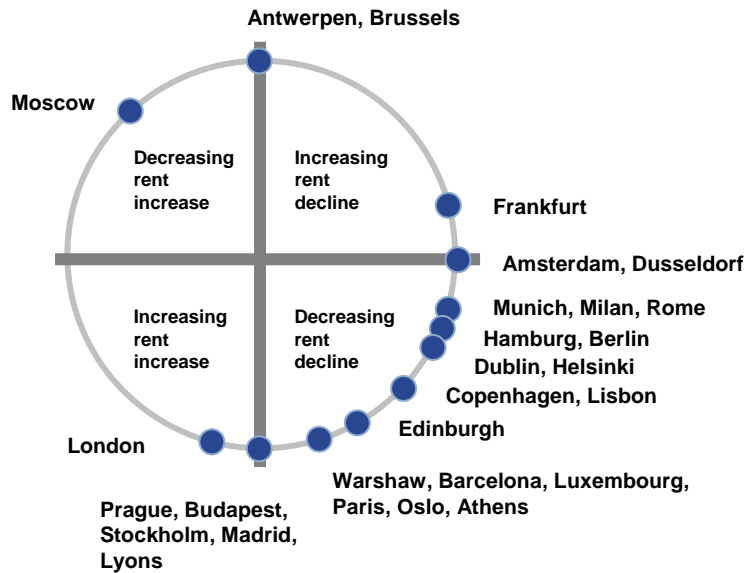 Antwerpen, Brussels
Moscow
Decreasing
rent
increase
Increasing
rent
decline
Frankfurt
Amsterdam, Dusseldorf
Increasing
rent
increase
Decreasing
rent
decline
Munich, Milan, Rome
Hamburg, Berlin
Dublin, Helsinki
Copenhagen, Lisbon
Edinburgh
London
Warshaw, Barcelona, Luxembourg,
Paris, Oslo, Athens
Prague, Budapest,
Stockholm, Madrid,
Lyons